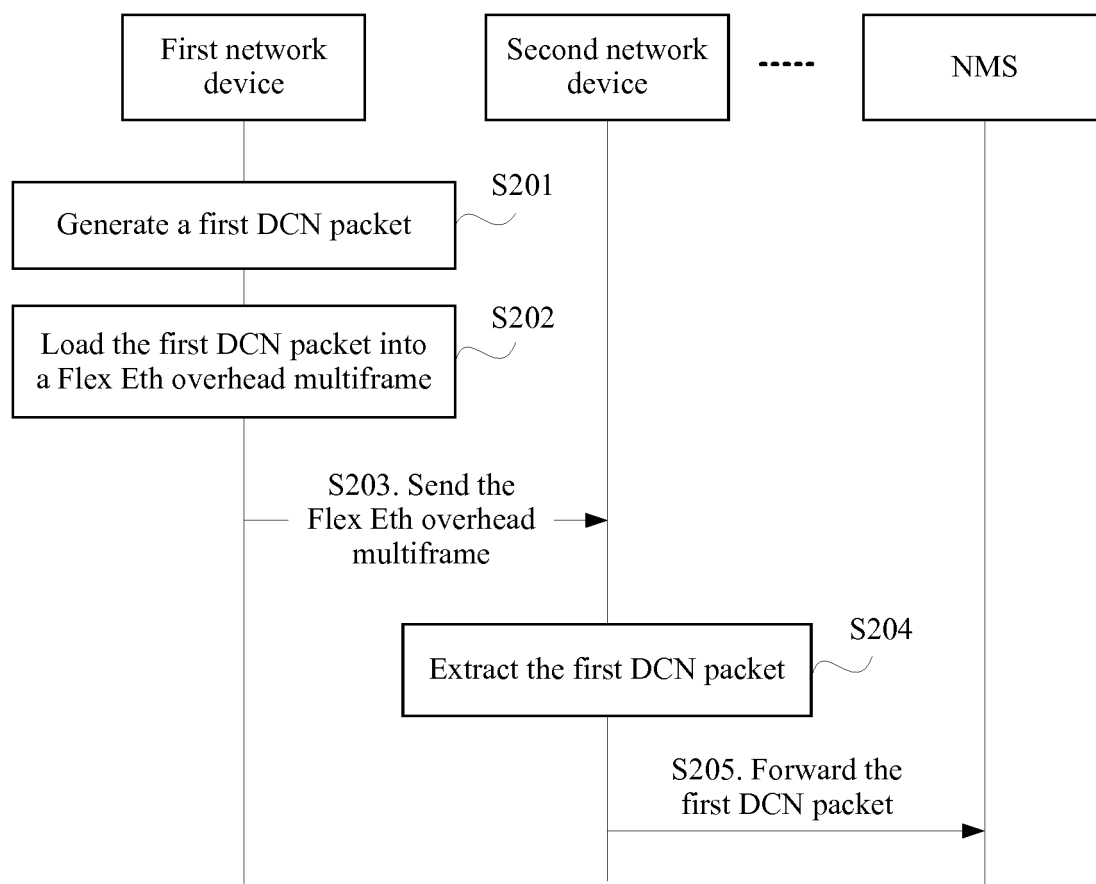 First network
device
Second network
device
NMS
S201
Generate a first DCN packet
S202
Load the first DCN packet into
a Flex Eth overhead multiframe
S203. Send the
Flex Eth overhead
multiframe
S204
Extract the first DCN packet
S205. Forward the
first DCN packet